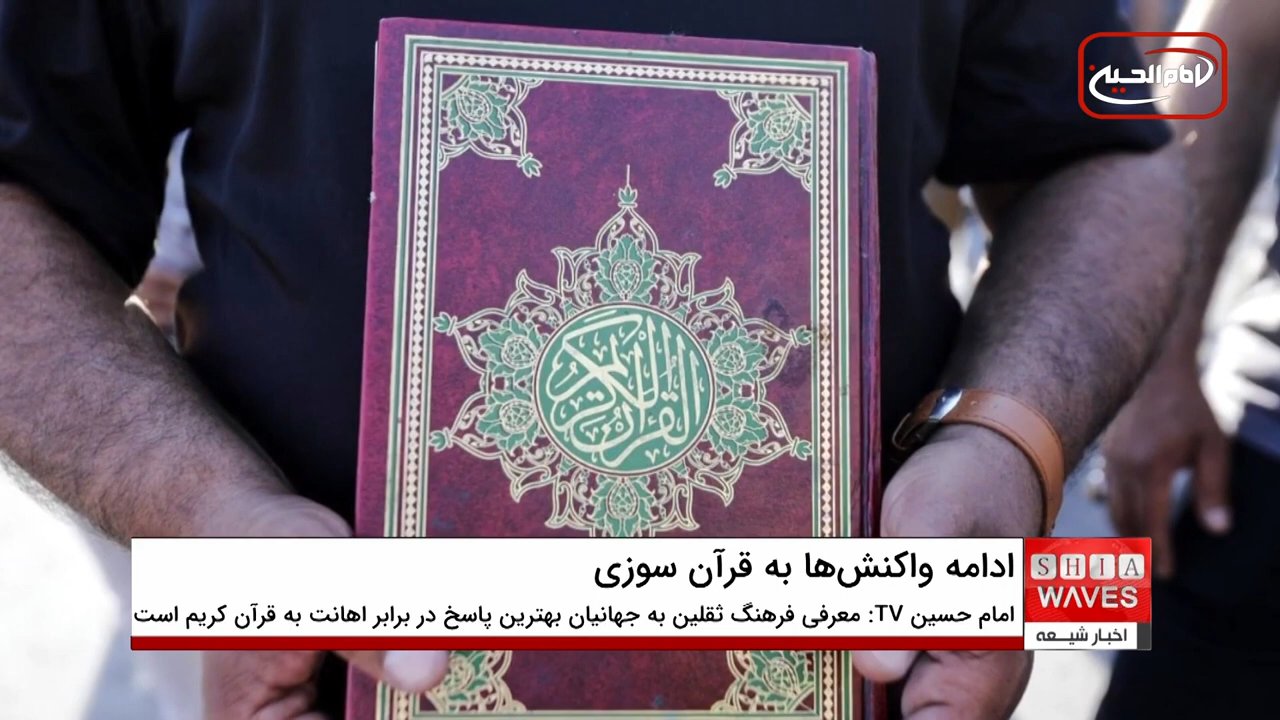 امام الحسین
القرآن الكريم
ادامه واکنش‌ها به قرآن سوزی
امام حسین TV: معرفی فرهنگ ثقلین به جهانیان بهترین پاسخ در برابر اهانت به قرآن کریم است
SHIA
WAVES
اخبار شیعه